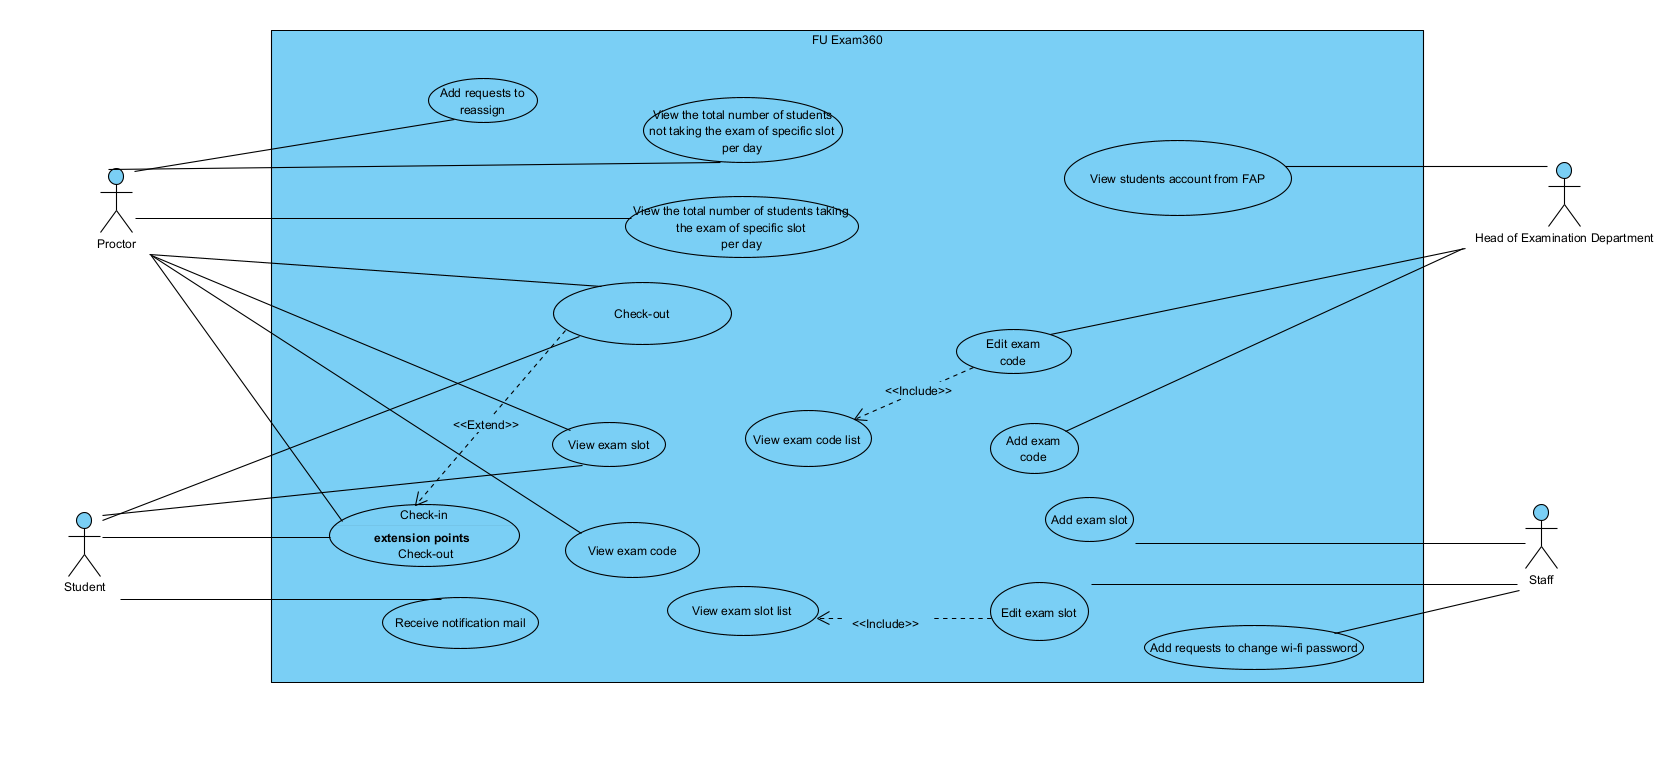 FU Exam360
Add requests to
reassign
View the total number of students
not taking the exam of specific slot
per day
View students account from FAP
Proctor
Head of Examination Department
View the total number of students taking
the exam of specific slot
per day
Check-out
Edit exam
code
<<Include>>
<<Extend>>
View exam slot
View exam code list
Add exam
code
Check-in
extension points
Check-out
Add exam slot
View exam code
Student
Staff
Receive notification mail
View exam slot list
<<Include>>
Edit exam slot
Add requests to change wi-fi password